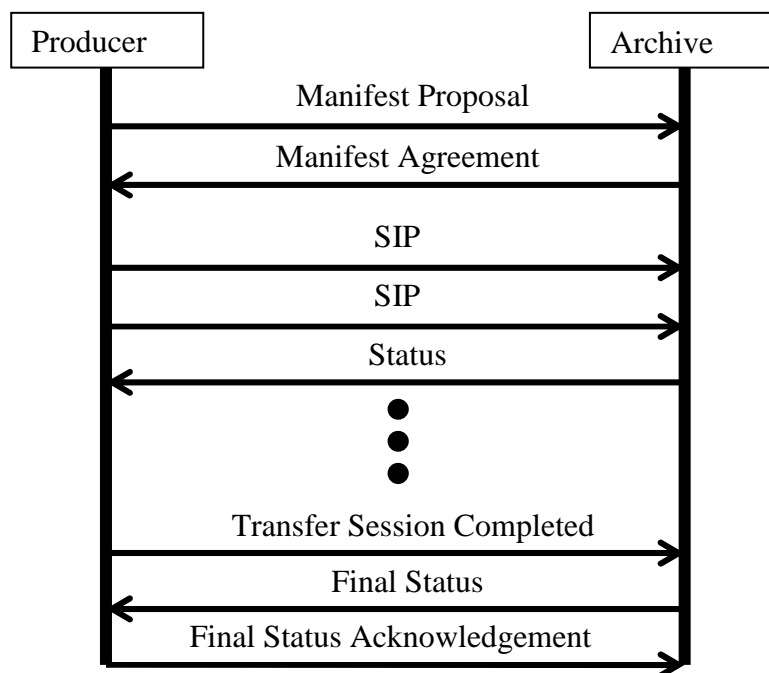 Producer
Archive
Manifest Proposal
Manifest Agreement
SIP
SIP
Status
Transfer Session Completed
Final Status
Final Status Acknowledgement